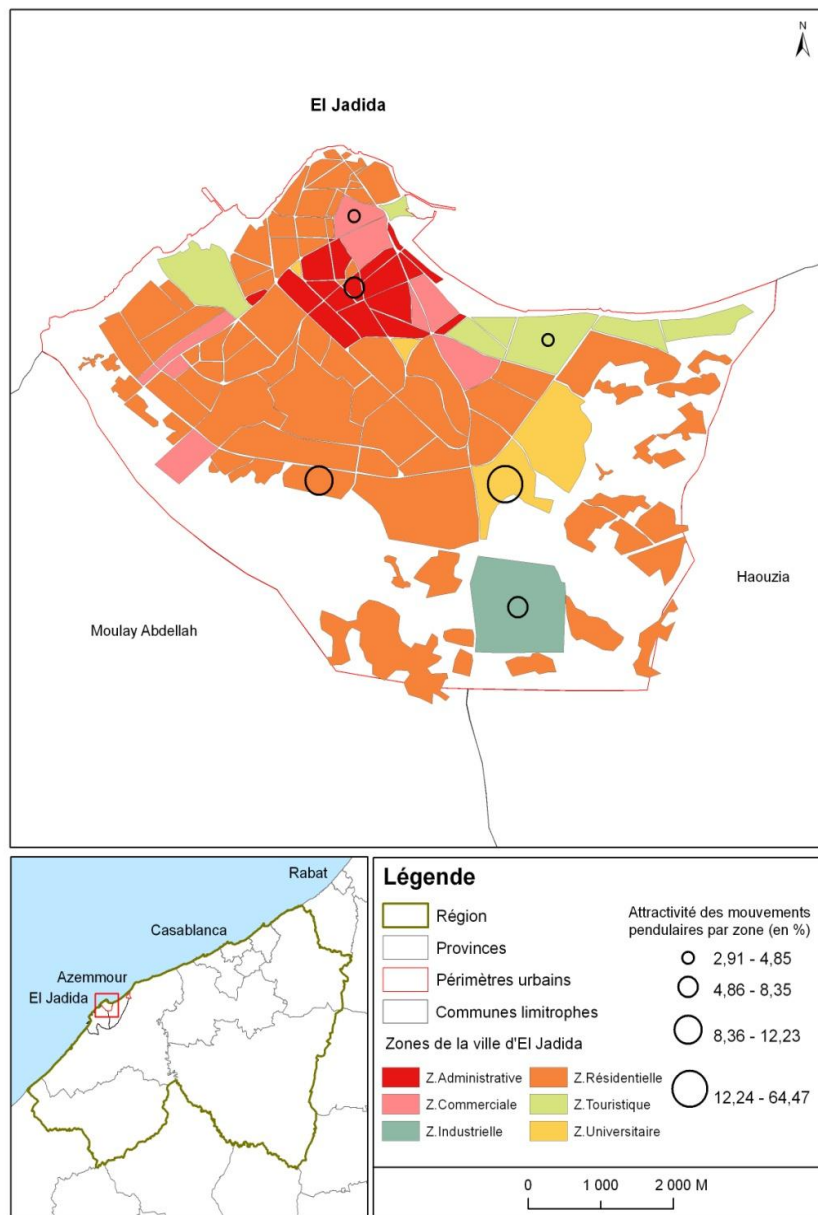 N
El Jadida
Haouzia
Moulay Abdellah
Rabat
Casablanca
Azemmour
El Jadida
Légende
Région
Provinces
Périmètres urbains
Communes limitrophes
Zones de la ville d'El Jadida
Z.Administrative
Z.Résidentielle
Z.Commerciale
Z.Touristique
Z.Industrielle
Z.Universitaire
Attractivité des mouvements
pendulaires par zone (en %)
2,91 - 4,85
4,86 - 8,35
8,36 - 12,23
12,24 - 64,47
0 1 000 2 000 M